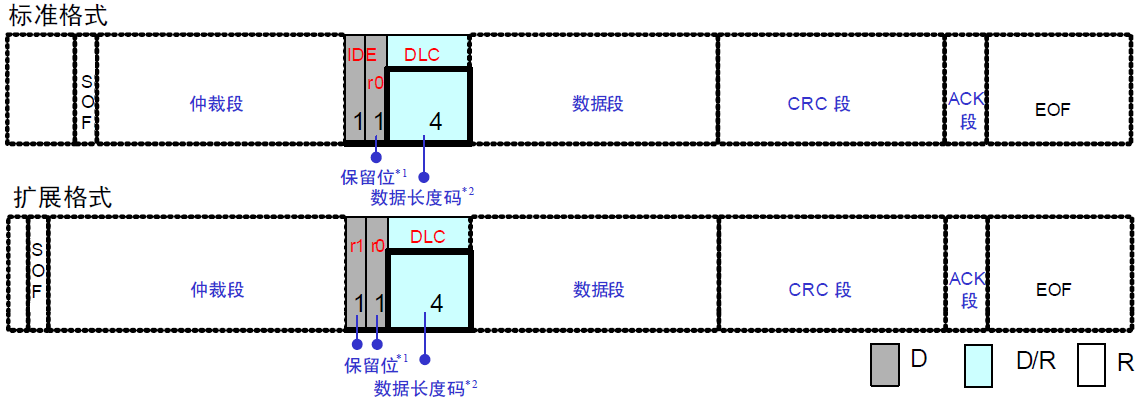 标准格式
SOF
仲裁段
IDE
r0
DLC
1
1
4
数据段
CRC 段
ACK
段
EOF
保留位*1
数据长度码*2
扩展格式
SOF
仲裁段
r1
r0
DLC
1
1
4
数据段
CRC 段
ACK
段
EOF
保留位*1
数据长度码*2
D
D/R
R